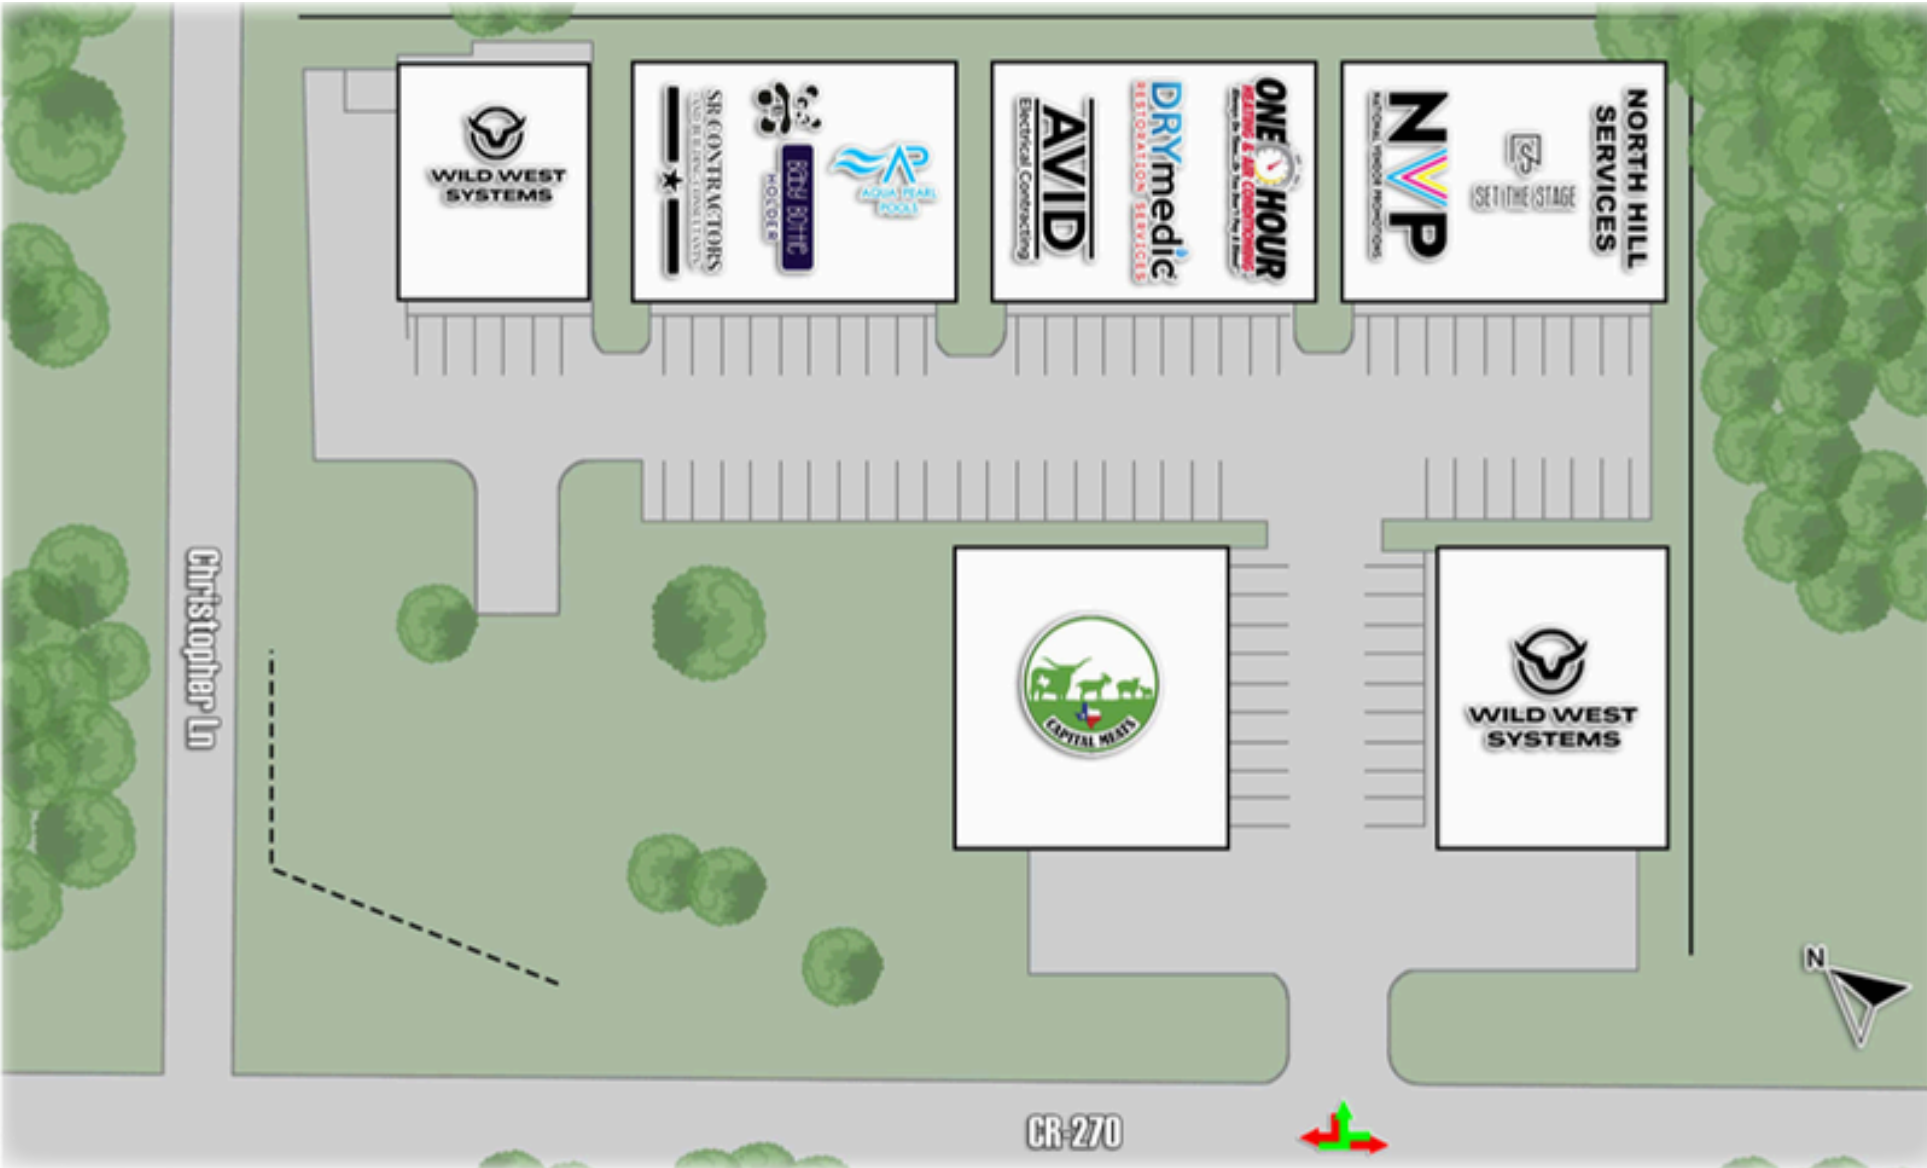 WILD WEST
SYSTEMS
SR CONTRACTORS
HOLDER
AQUA PEARL
POOLS
AVID
Electrical Contracting
DRYmedic
RESTORATION SERVICES
ONE HOUR
HEATING & AIR CONDITIONING
NVP
NATIONAL VENDOR PROMOTIONS
SET THE STAGE
NORTH HILL
SERVICES
Christopher Ln
CAPITAL MEATS
WILD WEST
SYSTEMS
N
CR-270